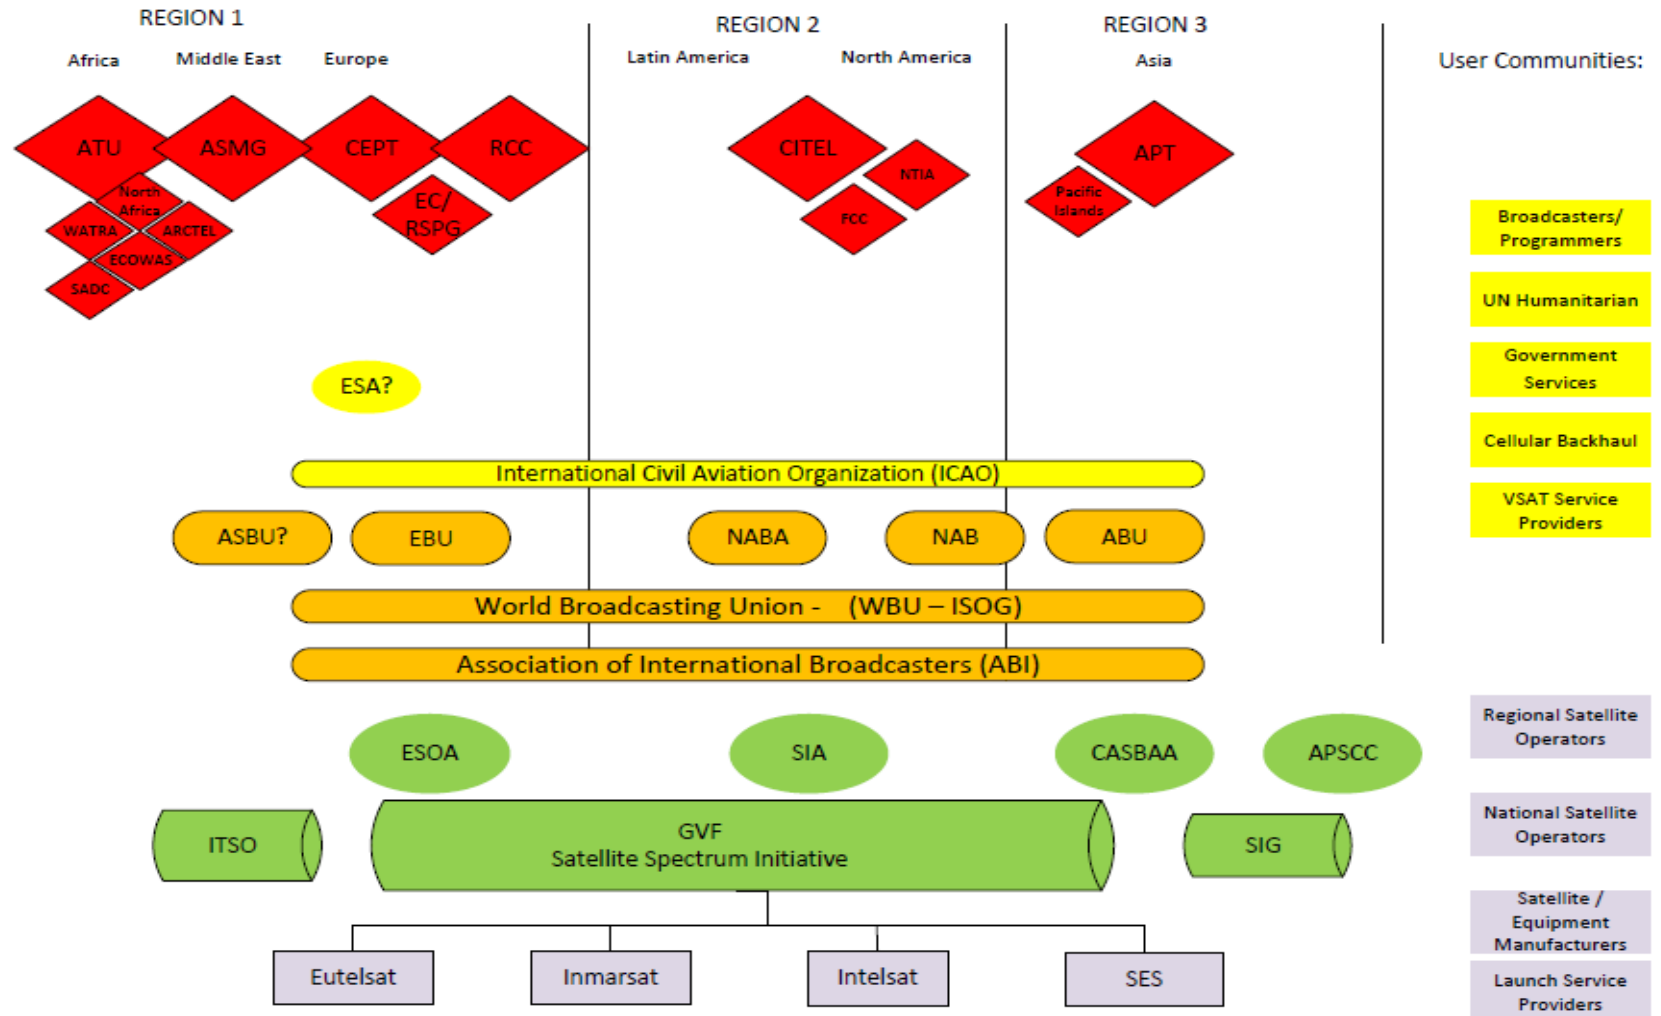 REGION 1
REGION 2
REGION 3
Africa
Middle East
Europe
Latin America
North America
Asia
User Communities:
ATU
ASMG
CEPT
RCC
CITEL
APT
North
Africa
WATRA
ARCTEL
ECOWAS
SADC
EC/
RSPG
NTIA
FCC
Pacific
Islands
Broadcasters/
Programmers
UN Humanitarian
Government
Services
Cellular Backhaul
VSAT Service
Providers
ESA?
International Civil Aviation Organization (ICAO)
ASBU?
EBU
NABA
NAB
ABU
World Broadcasting Union - (WBU – ISOG)
Association of International Broadcasters (ABI)
ESOA
SIA
CASBAA
APSCC
ITSO
GVF
Satellite Spectrum Initiative
SIG
Eutelsat
Inmarsat
Intelsat
SES
Regional Satellite
Operators
National Satellite
Operators
Satellite /
Equipment
Manufacturers
Launch Service
Providers